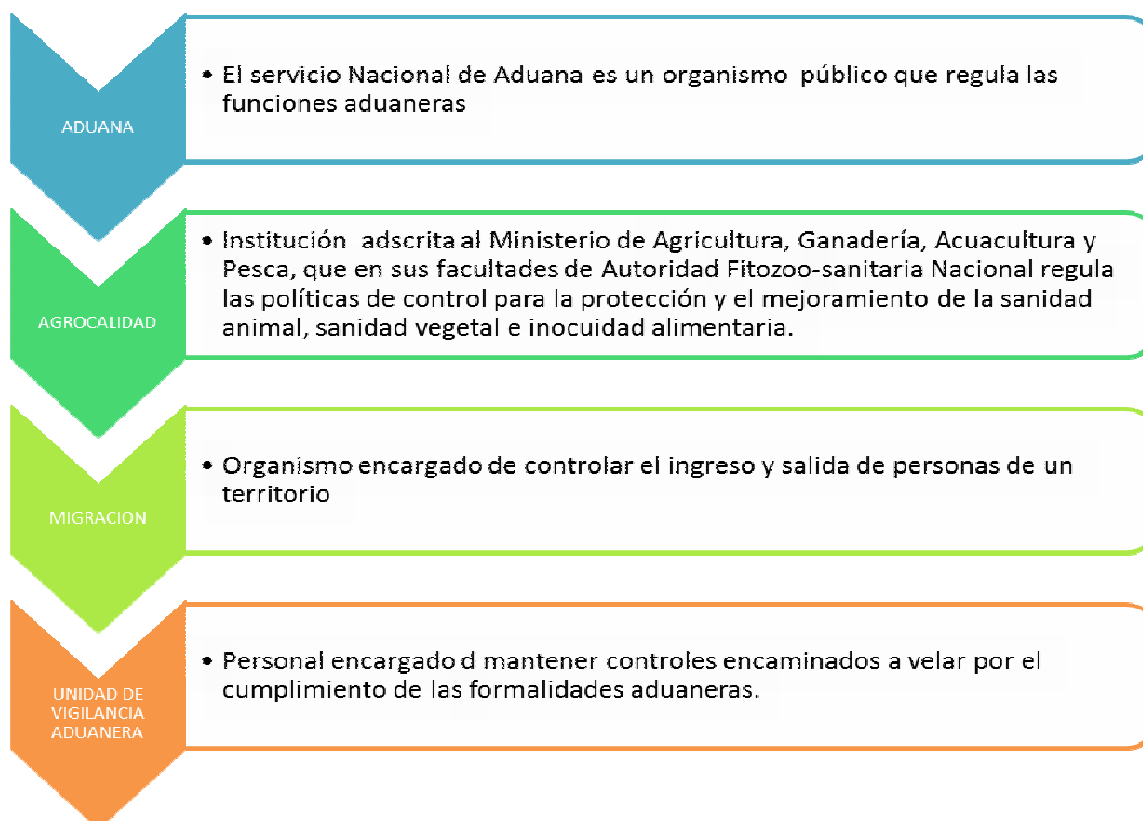 ADUANA
• El servicio Nacional de Aduana es un organismo público que regula las
funciones aduaneras
AGROCALIDAD
• Institución adscrita al Ministerio de Agricultura, Ganadería, Acuacultura y
Pesca, que en sus facultades de Autoridad Fitozoo-sanitaria Nacional regula
las políticas de control para la protección y el mejoramiento de la sanidad
animal, sanidad vegetal e inocuidad alimentaria.
MIGRACION
• Organismo encargado de controlar el ingreso y salida de personas de un
territorio
UNIDAD DE
VIGILANCIA
ADUANERA
• Personal encargado d mantener controles encaminados a velar por el
cumplimiento de las formalidades aduaneras.